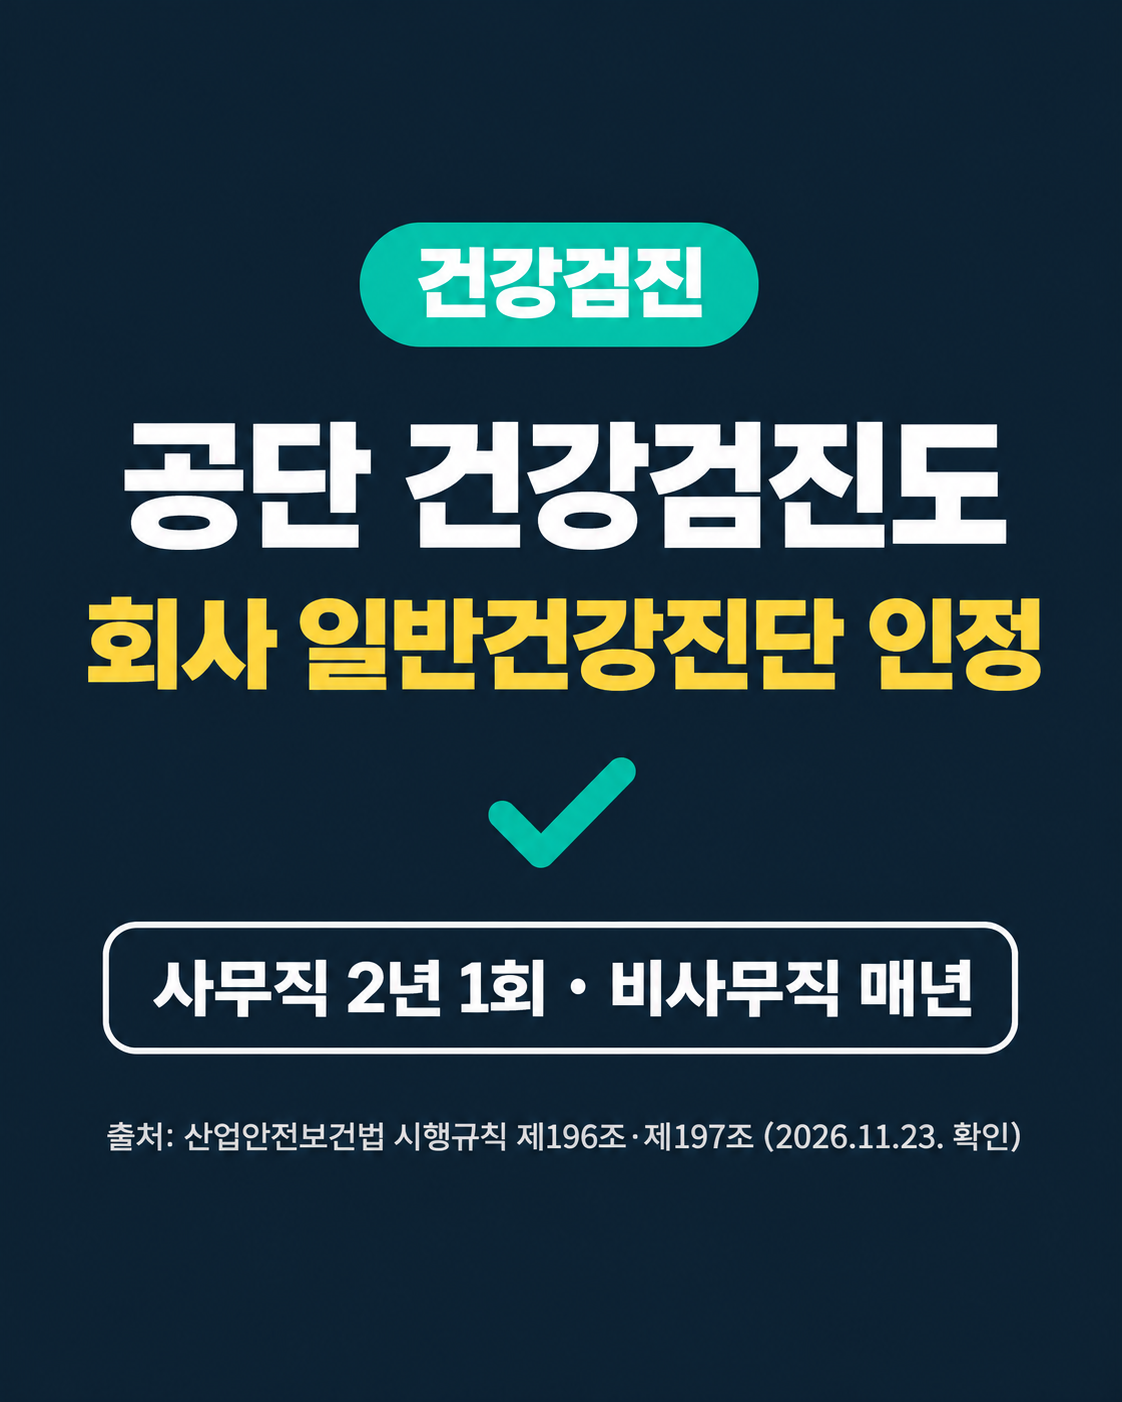 건강검진
공단 건강검진도
회사 일반건강진단 인정
사무직 2년 1회 • 비사무직 매년
출처: 산업안전보건법 시행규칙 제196조·제197조 (2026.11.23. 확인)